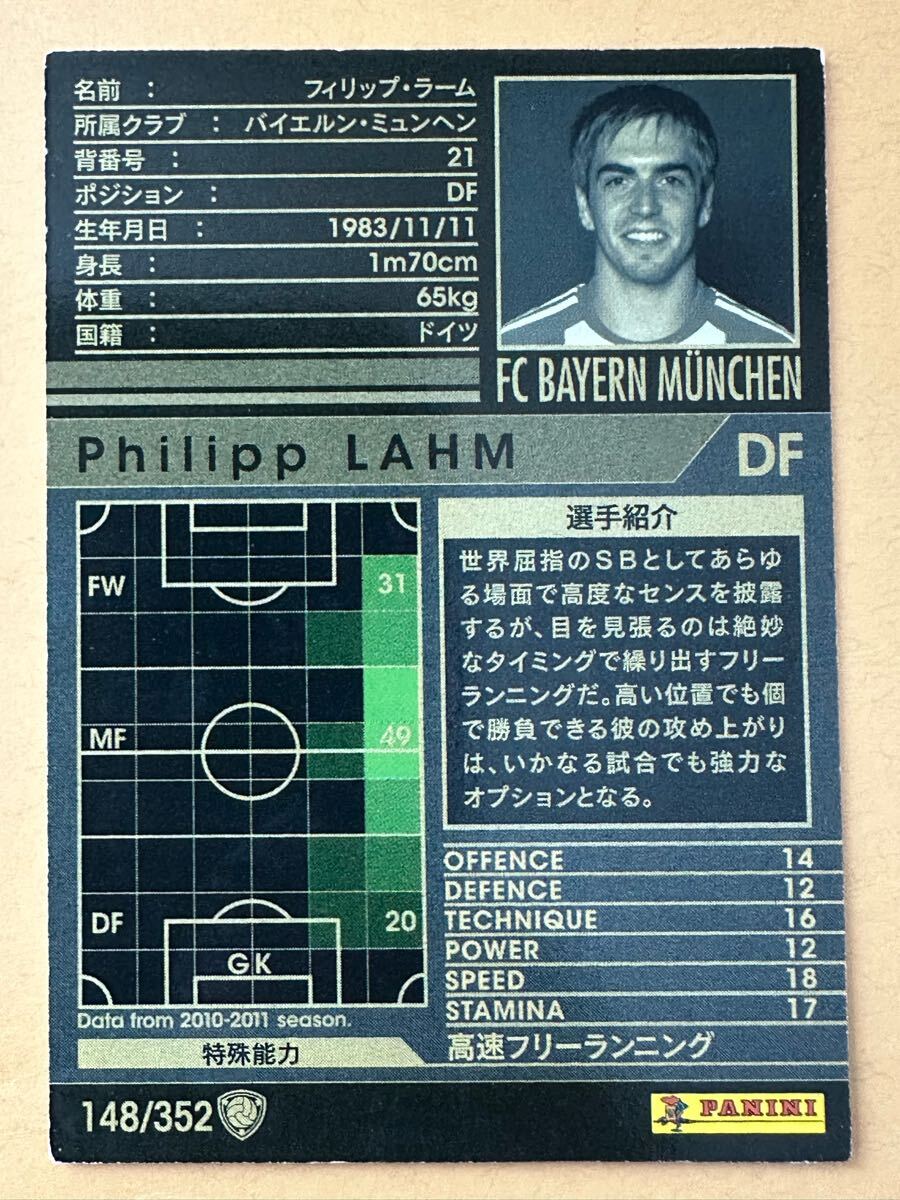 名前 : フィリップ・ラーム
所属クラブ : バイエルン・ミュンヘン
背番号 : 21
ポジション : DF
生年月日 : 1983/11/11
身長 : 1m70cm
体重 : 65kg
国籍 : ドイツ
FC BAYERN MÜNCHEN
Philipp LAHM
DF
FW 31
MF 49
DF 20
GK
Data from 2010-2011 season.
選手紹介
世界屈指のSBとしてあらゆ
る場面で高度なセンスを披露
するが、目を見張るのは絶妙
なタイミングで繰り出すフリー
ランニングだ。高い位置でも個
で勝負できる彼の攻め上がり
は、いかなる試合でも強力な
オプションとなる。
OFFENCE 14
DEFENCE 12
TECHNIQUE 16
POWER 12
SPEED 18
STAMINA 17
特殊能力 高速フリーランニング
148/352
PANINI